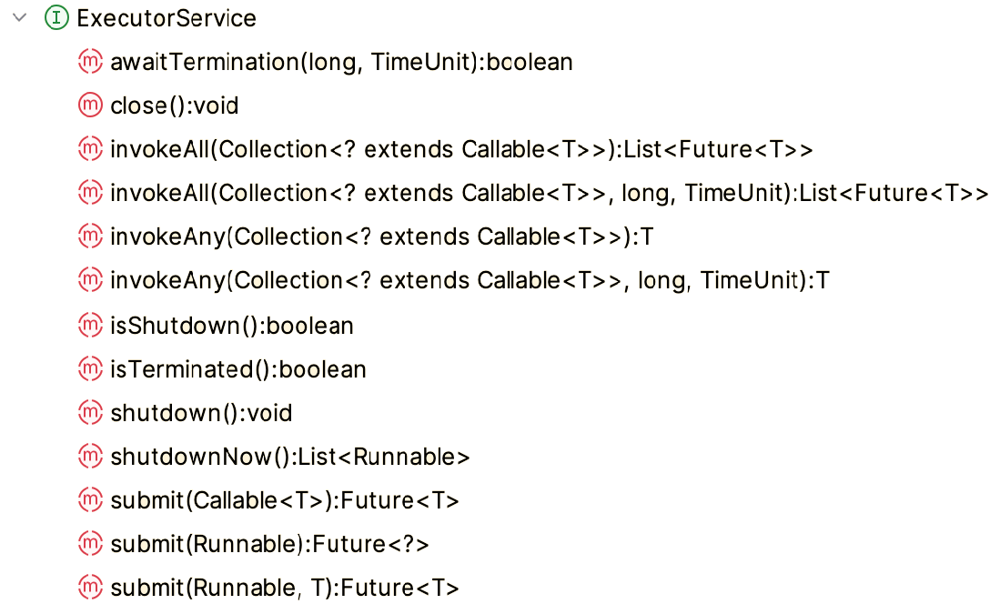 I ExecutorService
m awaitTermination(long, TimeUnit):boolean
m close():void
m invokeAll(Collection<? extends Callable<T>>):List<Future<T>>
m invokeAll(Collection<? extends Callable<T>>, long, TimeUnit):List<Future<T>>
m invokeAny(Collection<? extends Callable<T>>):T
m invokeAny(Collection<? extends Callable<T>>, long, TimeUnit):T
m isShutdown():boolean
m isTerminated():boolean
m shutdown():void
m shutdownNow():List<Runnable>
m submit(Callable<T>):Future<T>
m submit(Runnable):Future<?>
m submit(Runnable, T):Future<T>